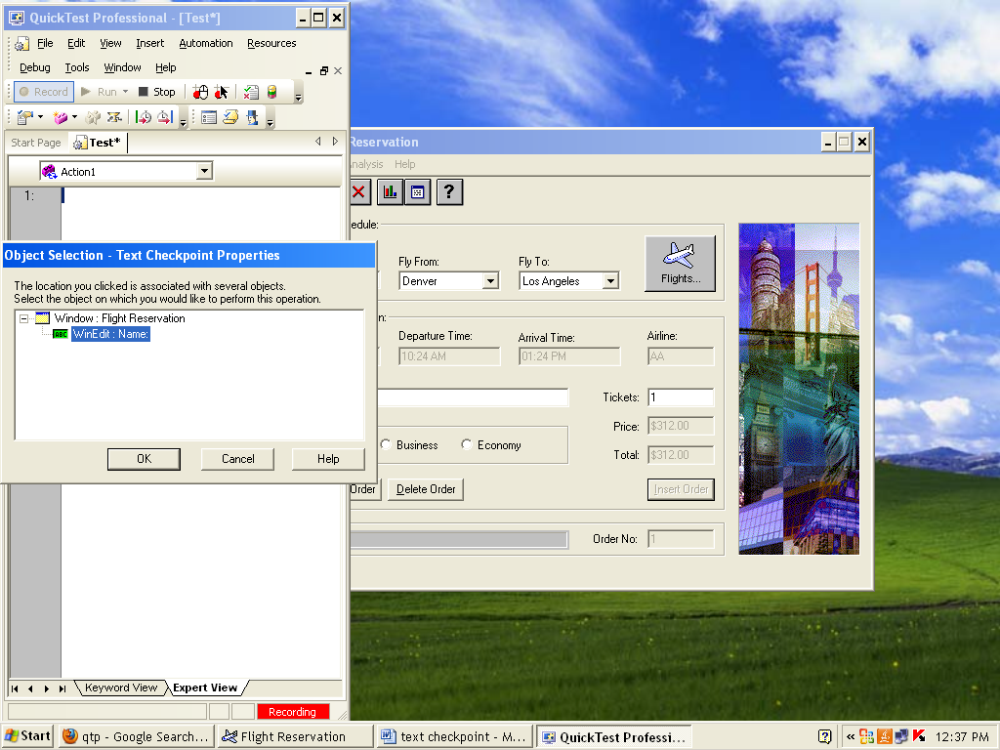 QuickTest Professional - [Test*]
File Edit View Insert Automation Resources
Debug Tools Window Help
Record Run Stop
Start Page Test*
Action1
1:
Reservation
Analysis Help
?
edule:
Fly From: Fly To:
Denver Los Angeles
Flights...
Object Selection - Text Checkpoint Properties
The location you clicked is associated with several objects.
Select the object on which you would like to perform this operation.
Window : Flight Reservation
ABC WinEdit : Name:
OK Cancel Help
n:
Departure Time: Arrival Time: Airline:
10:24 AM 01:24 PM AA
Tickets: 1
Price: $312.00
Business Economy
Total: $312.00
Order Delete Order Insert Order
Order No: 1
Keyword View Expert View
Recording
Start qtp - Google Search... Flight Reservation text checkpoint - M... QuickTest Professi... ? « 12:37 PM